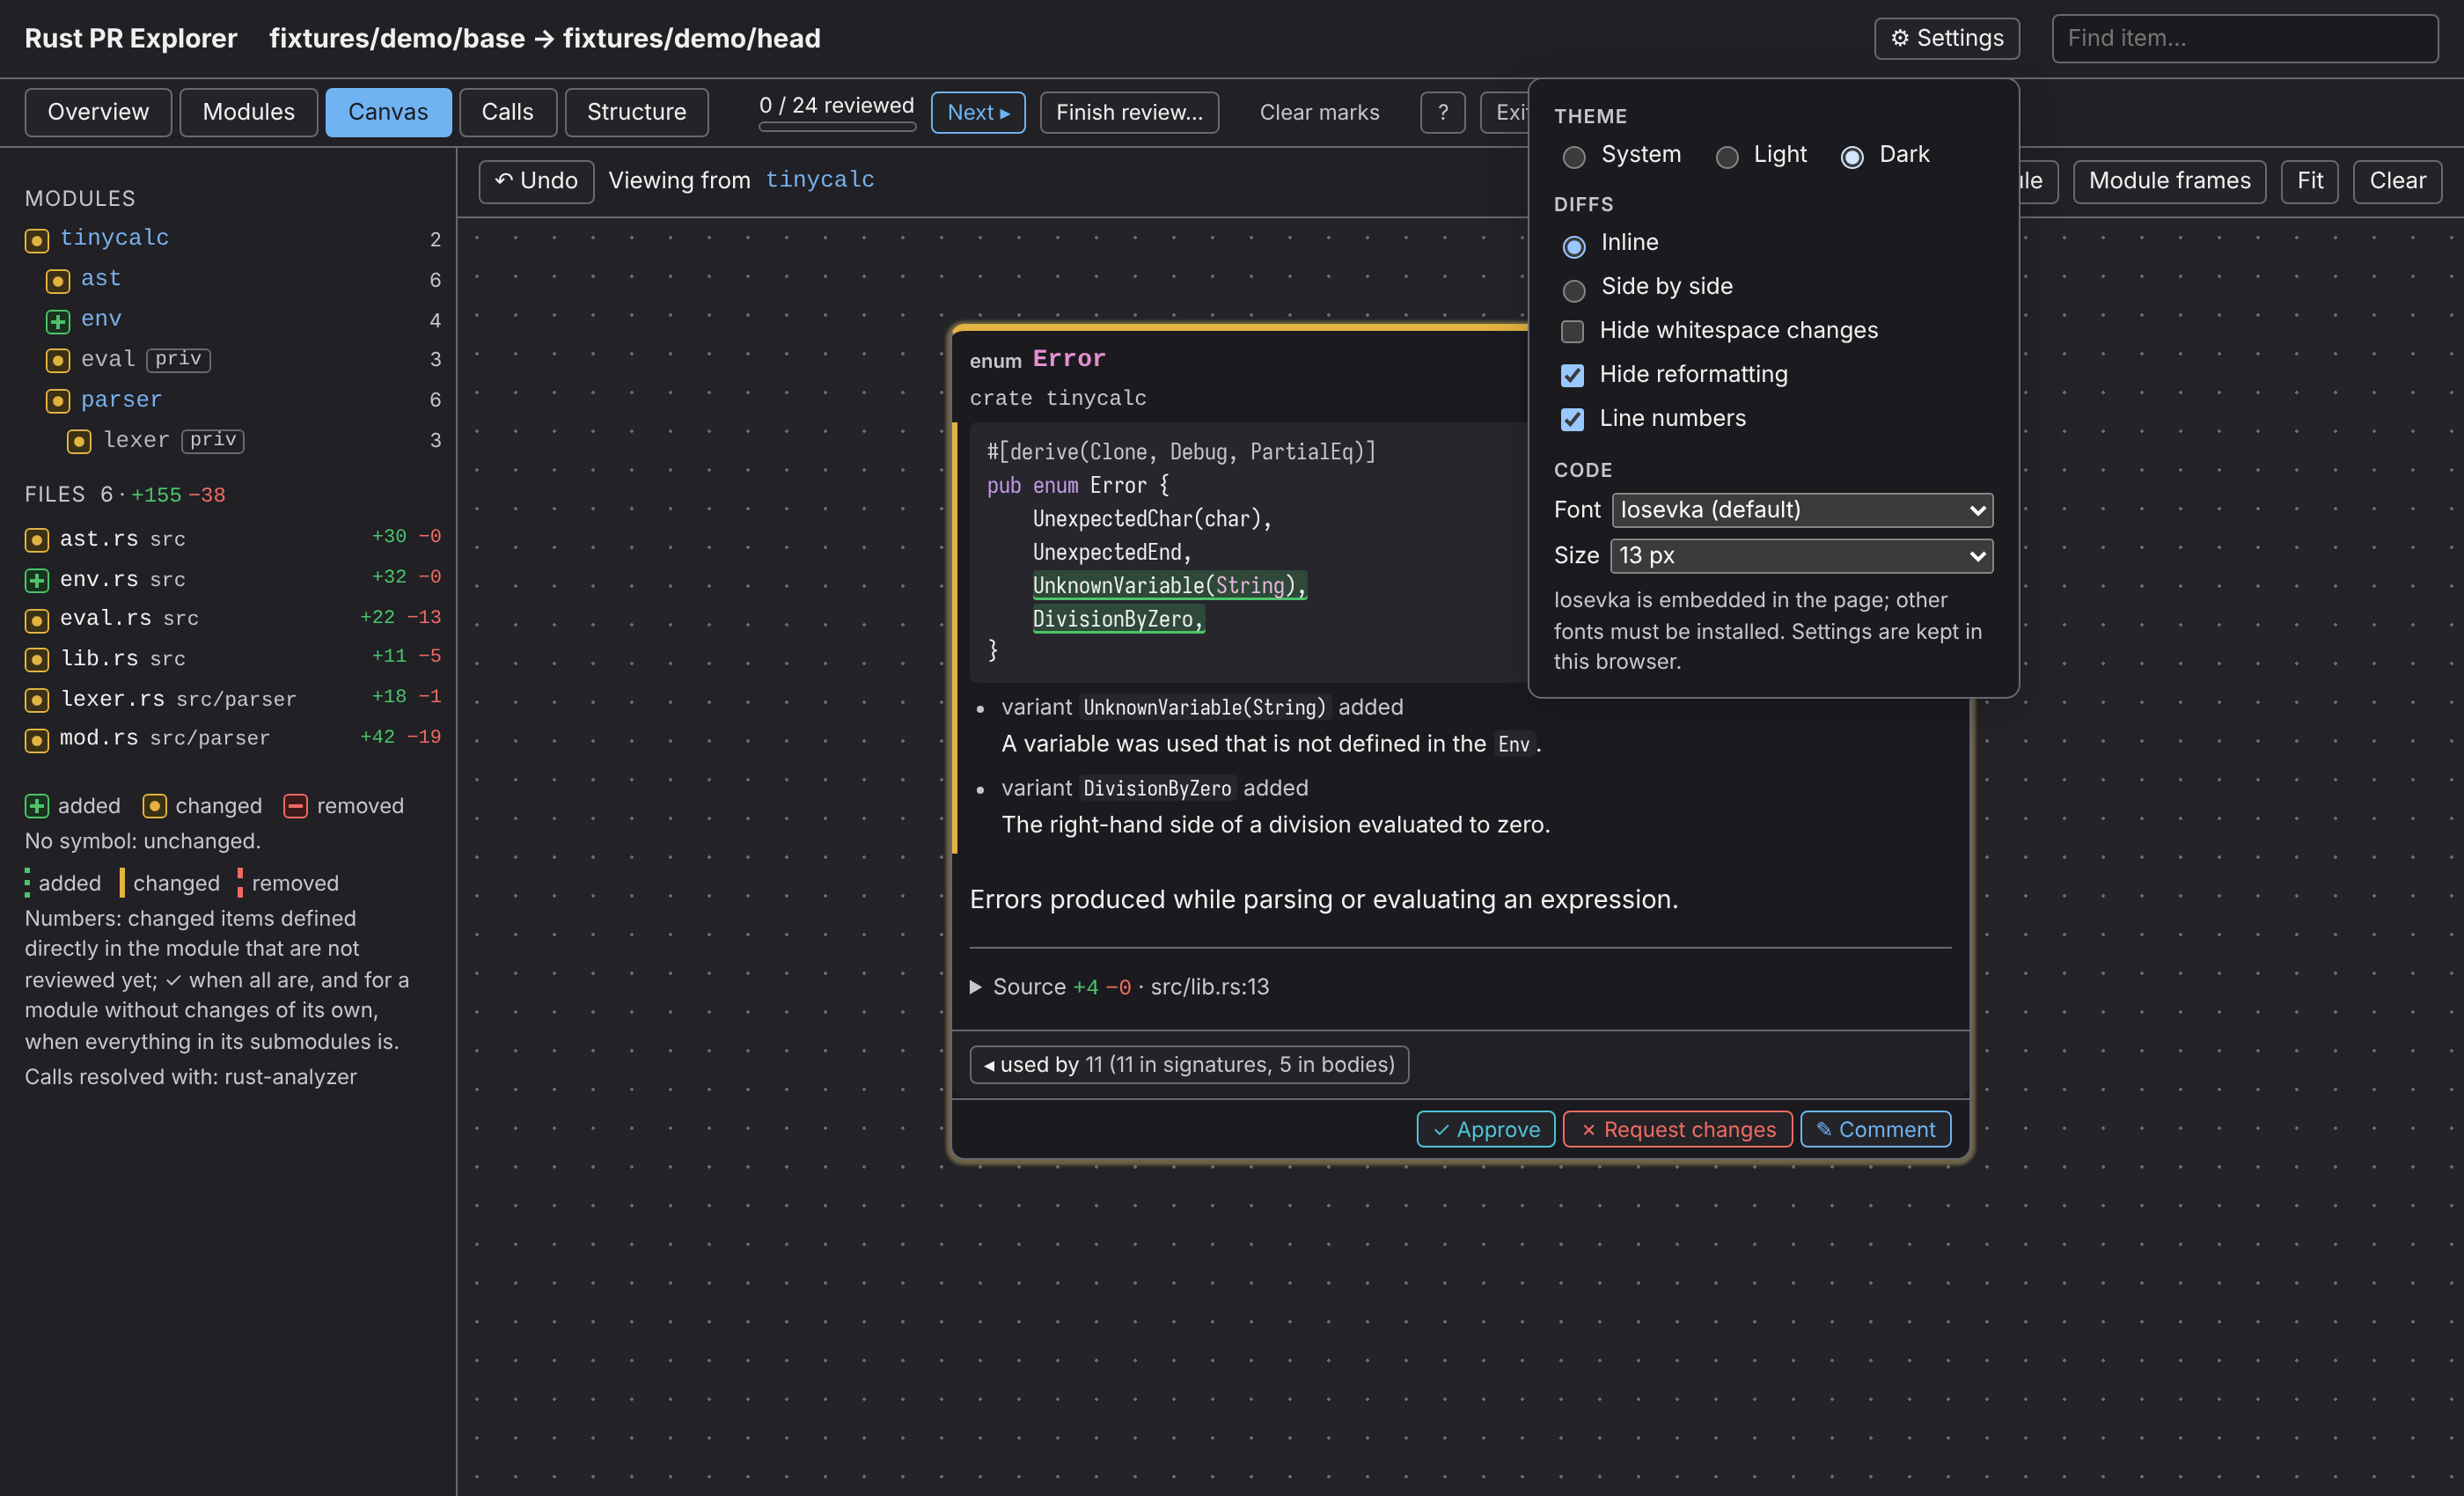 Rust PR Explorer fixtures/demo/base → fixtures/demo/head
⚙ Settings
Find item...
Overview Modules Canvas Calls Structure
0 / 24 reviewed
Next ▸
Finish review...
Clear marks
?
↶ Undo
Viewing from tinycalc
Module frames
Fit
Clear
MODULES
tinycalc 2
ast 6
env 4
eval priv 3
parser 6
lexer priv 3
FILES 6 · +155 −38
ast.rs src +30 −0
env.rs src +32 −0
eval.rs src +22 −13
lib.rs src +11 −5
lexer.rs src/parser +18 −1
mod.rs src/parser +42 −19
added changed removed
No symbol: unchanged.
added changed removed
Numbers: changed items defined
directly in the module that are not
reviewed yet; ✓ when all are, and for a
module without changes of its own,
when everything in its submodules is.
Calls resolved with: rust-analyzer
enum Error
crate tinycalc
#[derive(Clone, Debug, PartialEq)]
pub enum Error {
UnexpectedChar(char),
UnexpectedEnd,
UnknownVariable(String),
DivisionByZero,
}
• variant UnknownVariable(String) added
A variable was used that is not defined in the Env.
• variant DivisionByZero added
The right-hand side of a division evaluated to zero.
Errors produced while parsing or evaluating an expression.
▶ Source +4 −0 · src/lib.rs:13
◂ used by 11 (11 in signatures, 5 in bodies)
✓ Approve
× Request changes
✎ Comment
THEME
System Light Dark
DIFFS
Inline
Side by side
Hide whitespace changes
Hide reformatting
Line numbers
CODE
Font Iosevka (default)
Size 13 px
Iosevka is embedded in the page; other
fonts must be installed. Settings are kept in
this browser.